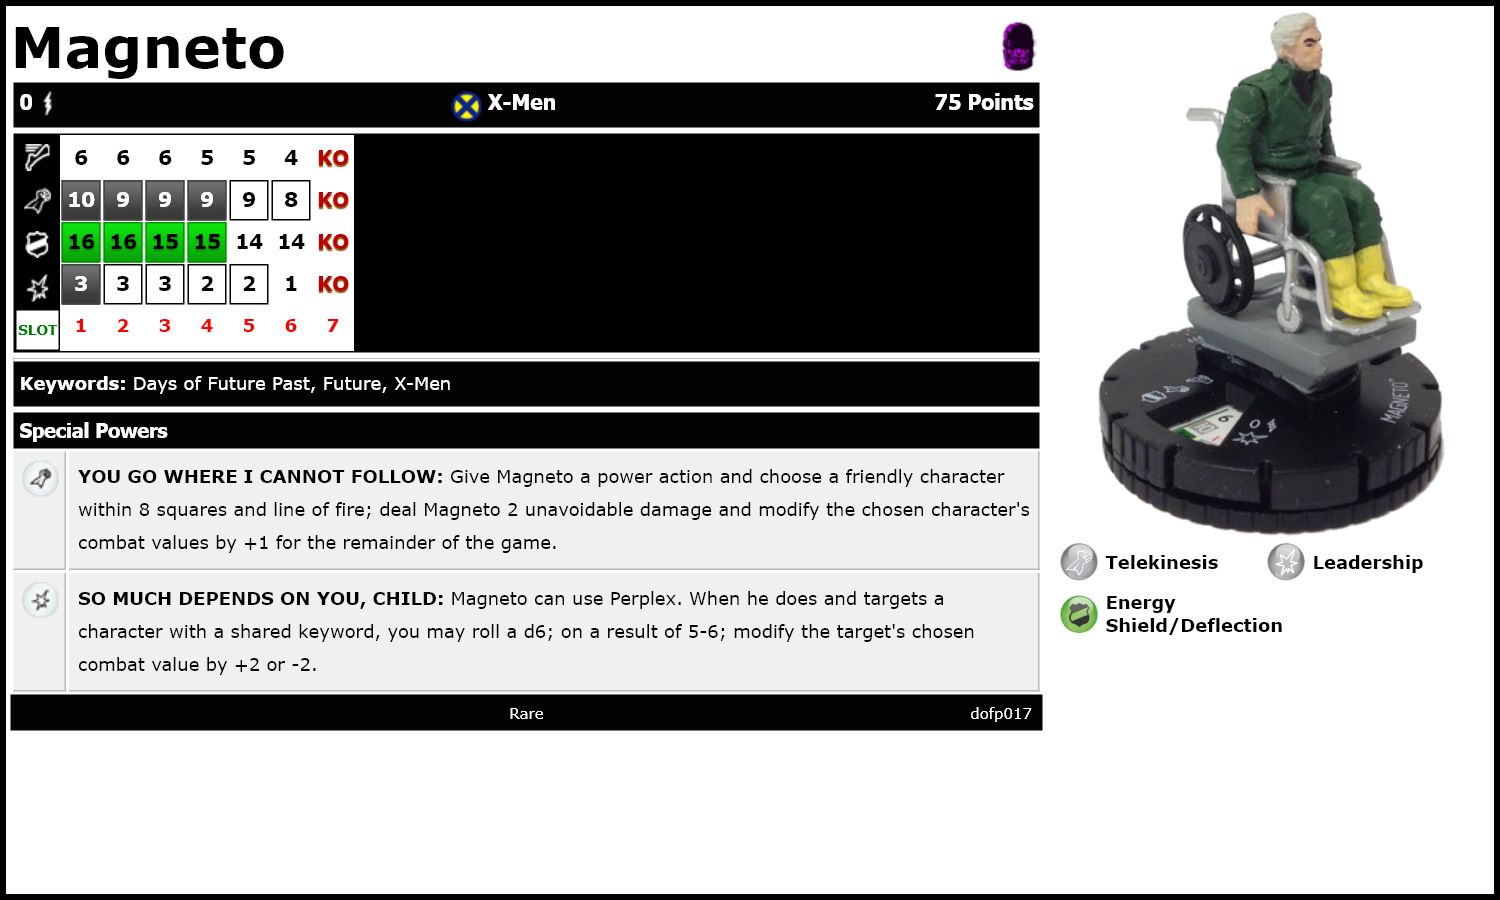 Magneto
0 X-Men 75 Points
6 6 6 5 5 4 KO
10 9 9 9 9 8 KO
16 16 15 15 14 14 KO
3 3 3 2 2 1 KO
SLOT 1 2 3 4 5 6 7
Keywords: Days of Future Past, Future, X-Men
Special Powers
YOU GO WHERE I CANNOT FOLLOW: Give Magneto a power action and choose a friendly character
within 8 squares and line of fire; deal Magneto 2 unavoidable damage and modify the chosen character's
combat values by +1 for the remainder of the game.
SO MUCH DEPENDS ON YOU, CHILD: Magneto can use Perplex. When he does and targets a
character with a shared keyword, you may roll a d6; on a result of 5-6; modify the target's chosen
combat value by +2 or -2.
Rare dofp017
MAGNETO
6
Telekinesis Leadership
Energy
Shield/Deflection